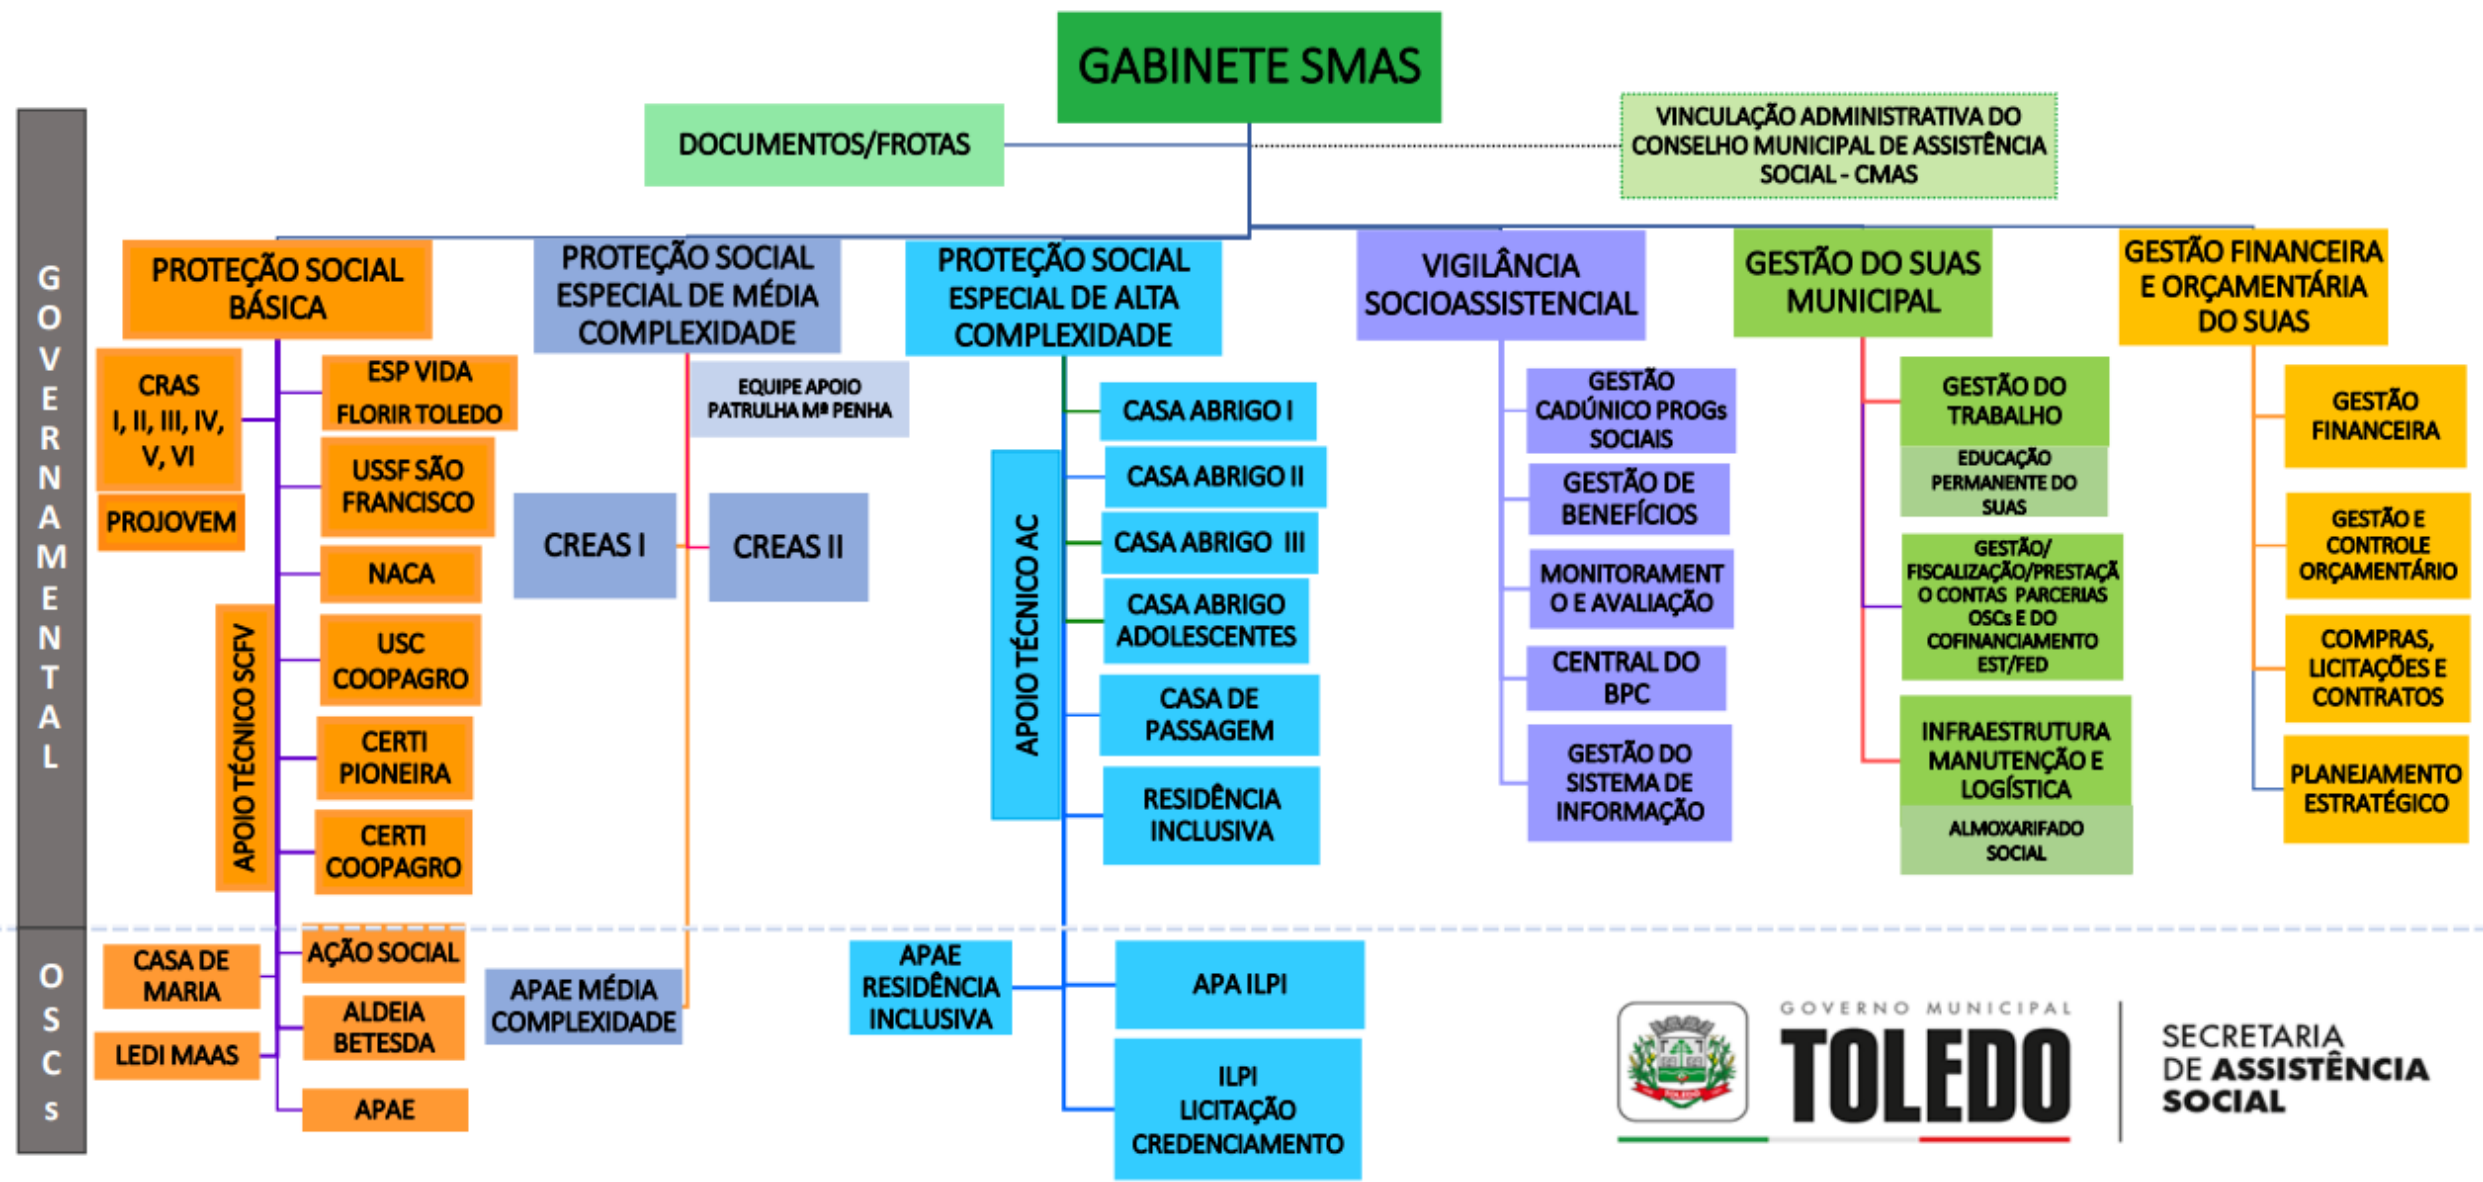 GABINETE SMAS
DOCUMENTOS/FROTAS
VINCULAÇÃO ADMINISTRATIVA DO
CONSELHO MUNICIPAL DE ASSISTÊNCIA
SOCIAL - CMAS
GOVERNAMENTAL
PROTEÇÃO SOCIAL
BÁSICA
CRAS
I, II, III, IV,
V, VI
PROJOVEM
ESP VIDA
FLORIR TOLEDO
USSF SÃO
FRANCISCO
NACA
USC
COOPAGRO
CERTI
PIONEIRA
CERTI
COOPAGRO
APOIO TÉCNICO SCFV
PROTEÇÃO SOCIAL
ESPECIAL DE MÉDIA
COMPLEXIDADE
EQUIPE APOIO
PATRULHA Mª PENHA
CREAS I
CREAS II
PROTEÇÃO SOCIAL
ESPECIAL DE ALTA
COMPLEXIDADE
APOIO TÉCNICO AC
CASA ABRIGO I
CASA ABRIGO II
CASA ABRIGO III
CASA ABRIGO
ADOLESCENTES
CASA DE
PASSAGEM
RESIDÊNCIA
INCLUSIVA
VIGILÂNCIA
SOCIOASSISTENCIAL
GESTÃO
CADÚNICO PROGs
SOCIAIS
GESTÃO DE
BENEFÍCIOS
MONITORAMENT
O E AVALIAÇÃO
CENTRAL DO
BPC
GESTÃO DO
SISTEMA DE
INFORMAÇÃO
GESTÃO DO SUAS
MUNICIPAL
GESTÃO DO
TRABALHO
EDUCAÇÃO
PERMANENTE DO
SUAS
GESTÃO/
FISCALIZAÇÃO/PRESTAÇÃ
O CONTAS PARCERIAS
OSCs E DO
COFINANCIAMENTO
EST/FED
INFRAESTRUTURA
MANUTENÇÃO E
LOGÍSTICA
ALMOXARIFADO
SOCIAL
GESTÃO FINANCEIRA
E ORÇAMENTÁRIA
DO SUAS
GESTÃO
FINANCEIRA
GESTÃO E
CONTROLE
ORÇAMENTÁRIO
COMPRAS,
LICITAÇÕES E
CONTRATOS
PLANEJAMENTO
ESTRATÉGICO
OSCs
CASA DE
MARIA
LEDI MAAS
AÇÃO SOCIAL
ALDEIA
BETESDA
APAE
APAE MÉDIA
COMPLEXIDADE
APAE
RESIDÊNCIA
INCLUSIVA
APA ILPI
ILPI
LICITAÇÃO
CREDENCIAMENTO
TOLEDO
GOVERNO MUNICIPAL
TOLEDO
SECRETARIA
DE ASSISTÊNCIA
SOCIAL